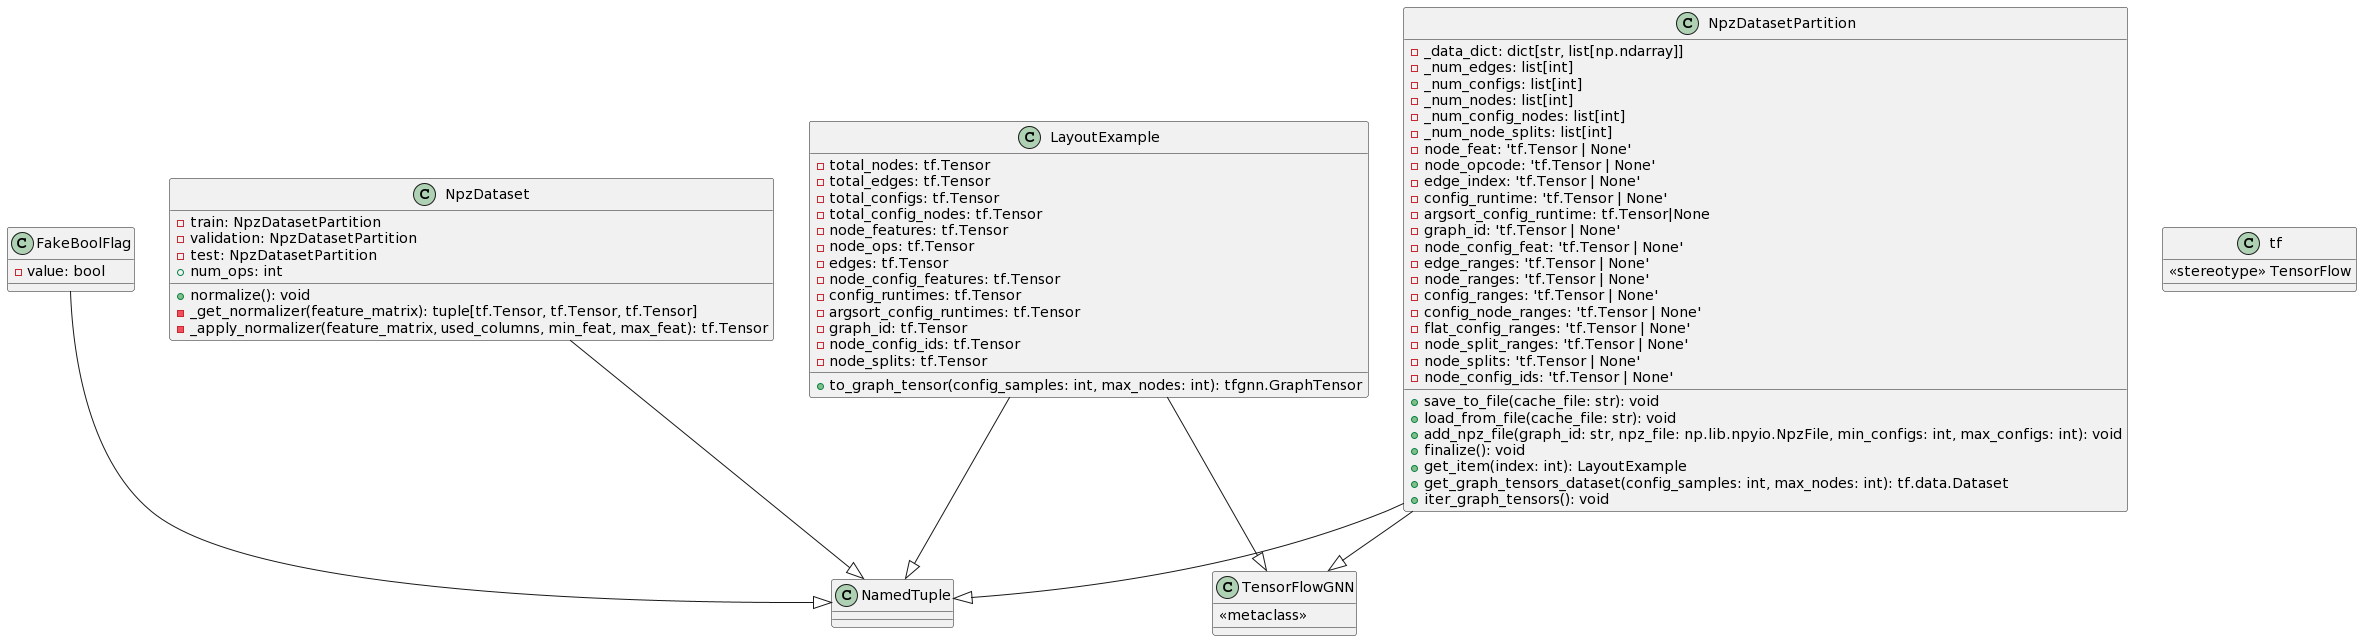 FakeBoolFlag
value: bool
NpzDataset
train: NpzDatasetPartition
validation: NpzDatasetPartition
test: NpzDatasetPartition
num_ops: int
normalize(): void
_get_normalizer(feature_matrix): tuple[tf.Tensor, tf.Tensor, tf.Tensor]
_apply_normalizer(feature_matrix, used_columns, min_feat, max_feat): tf.Tensor
LayoutExample
total_nodes: tf.Tensor
total_edges: tf.Tensor
total_configs: tf.Tensor
total_config_nodes: tf.Tensor
node_features: tf.Tensor
node_ops: tf.Tensor
edges: tf.Tensor
node_config_features: tf.Tensor
config_runtimes: tf.Tensor
argsort_config_runtimes: tf.Tensor
graph_id: tf.Tensor
node_config_ids: tf.Tensor
node_splits: tf.Tensor
to_graph_tensor(config_samples: int, max_nodes: int): tfgnn.GraphTensor
NpzDatasetPartition
_data_dict: dict[str, list[np.ndarray]]
_num_edges: list[int]
_num_configs: list[int]
_num_nodes: list[int]
_num_config_nodes: list[int]
_num_node_splits: list[int]
node_feat: 'tf.Tensor | None'
node_opcode: 'tf.Tensor | None'
edge_index: 'tf.Tensor | None'
config_runtime: 'tf.Tensor | None'
argsort_config_runtime: tf.Tensor|None
graph_id: 'tf.Tensor | None'
node_config_feat: 'tf.Tensor | None'
edge_ranges: 'tf.Tensor | None'
node_ranges: 'tf.Tensor | None'
config_ranges: 'tf.Tensor | None'
config_node_ranges: 'tf.Tensor | None'
flat_config_ranges: 'tf.Tensor | None'
node_split_ranges: 'tf.Tensor | None'
node_splits: 'tf.Tensor | None'
node_config_ids: 'tf.Tensor | None'
save_to_file(cache_file: str): void
load_from_file(cache_file: str): void
add_npz_file(graph_id: str, npz_file: np.lib.npyio.NpzFile, min_configs: int, max_configs: int): void
finalize(): void
get_item(index: int): LayoutExample
get_graph_tensors_dataset(config_samples: int, max_nodes: int): tf.data.Dataset
iter_graph_tensors(): void
tf
«stereotype» TensorFlow
NamedTuple
TensorFlowGNN
«metaclass»